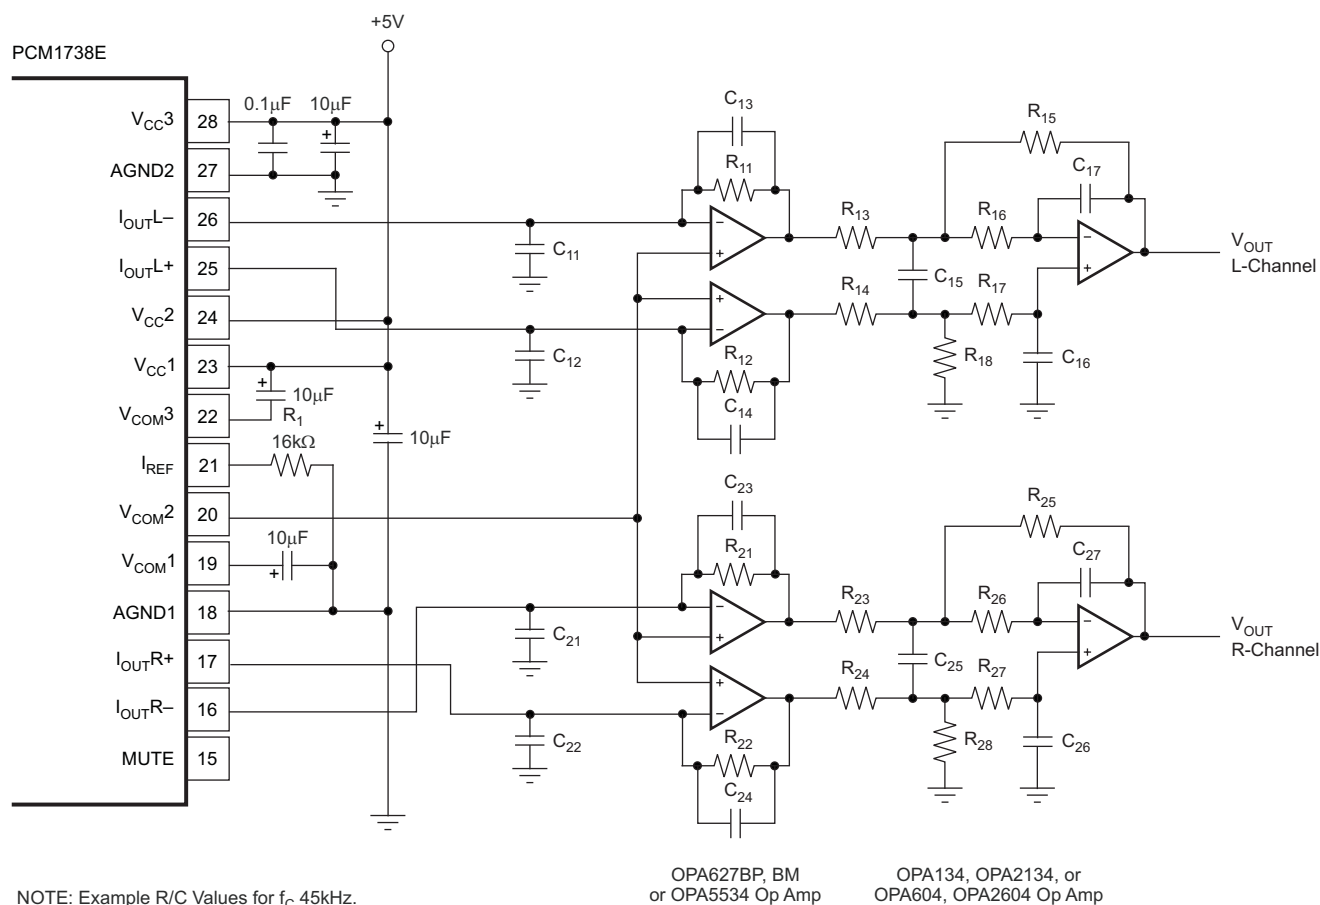 +5V
PCM1738E
V_CC3 28
0.1µF 10µF
+
AGND2 27
I_OUTL– 26
I_OUTL+ 25
V_CC2 24
V_CC1 23
+ 10µF
V_COM3 22
R_1
16kΩ
I_REF 21
+ 10µF
V_COM2 20
10µF
+
V_COM1 19
AGND1 18
I_OUTR+ 17
I_OUTR– 16
MUTE 15
C_11
C_12
C_13
R_11
–
+
+
–
R_12
C_14
R_13
R_14
C_15
R_15
R_16
C_17
–
+
R_17
R_18
C_16
V_OUT
L-Channel
C_21
C_22
C_23
R_21
–
+
+
–
R_22
C_24
R_23
R_24
C_25
R_25
R_26
C_27
–
+
R_27
R_28
C_26
V_OUT
R-Channel
OPA627BP, BM
or OPA5534 Op Amp
OPA134, OPA2134, or
OPA604, OPA2604 Op Amp
NOTE: Example R/C Values for f_C 45kHz.